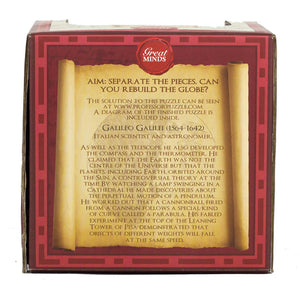 Great
MINDS
AIM: SEPARATE THE PIECES. CAN
YOU REBUILD THE GLOBE?
THE SOLUTION TO THIS PUZZLE CAN BE SEEN
AT WWW.PROFESSORPUZZLE.COM
A DIAGRAM OF THE FINISHED PUZZLE IS
INCLUDED INSIDE.
GALILEO GALILEI (1564-1642)
ITALIAN SCIENTIST AND ASTRONOMER.
AS WELL AS THE TELESCOPE, HE ALSO DEVELOPED
THE COMPASS AND THE THERMOMETER. HE
CLAIMED THAT THE EARTH WAS NOT THE
CENTRE OF THE UNIVERSE BUT THAT THE
PLANETS, INCLUDING EARTH, ORBITED AROUND
THE SUN, A CONTROVERSIAL THEORY AT THE
TIME. BY WATCHING A LAMP SWINGING IN A
CATHEDRAL HE MADE DISCOVERIES ABOUT
THE PERPETUAL MOTION OF A PENDULUM.
HE WORKED OUT THAT A CANNONBALL FIRED
FROM A CANNON FOLLOWS A SPECIAL KIND
OF CURVE CALLED A PARABOLA. HIS FABLED
EXPERIMENT AT THE TOP OF THE LEANING
TOWER OF PISA DEMONSTRATED THAT
OBJECTS OF DIFFERENT WEIGHTS WILL FALL
AT THE SAME SPEED.